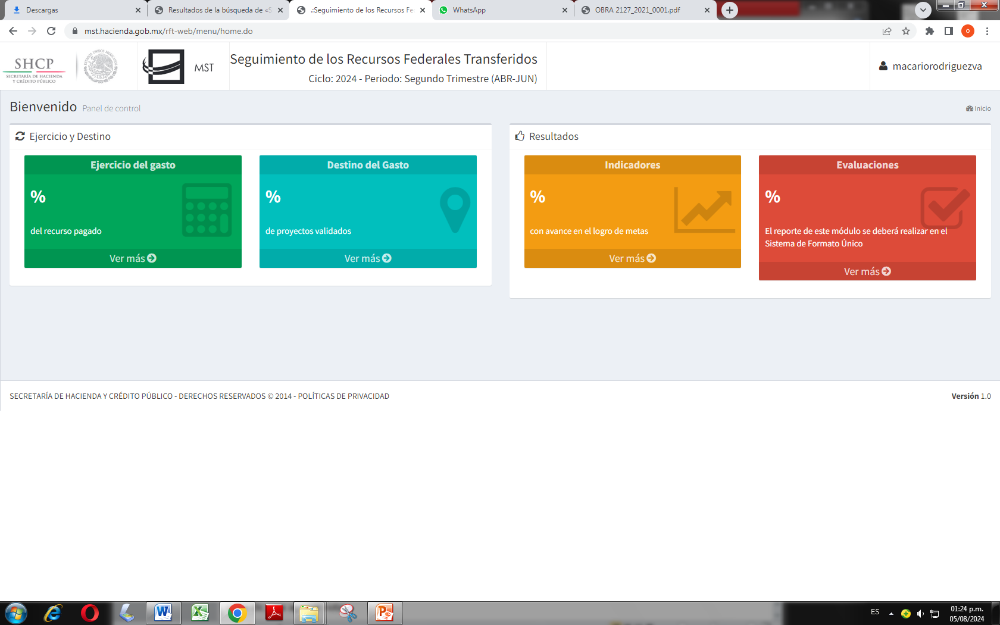 Descargas
Resultados de la búsqueda de «S
.:Seguimiento de los Recursos Fe
WhatsApp
OBRA 2127_2021_0001.pdf
mst.hacienda.gob.mx/rft-web/menu/home.do
O
SHCP
SECRETARÍA DE HACIENDA
Y CRÉDITO PÚBLICO
ESTADOS UNIDOS MEXICANOS
MST
Seguimiento de los Recursos Federales Transferidos
Ciclo: 2024 - Periodo: Segundo Trimestre (ABR-JUN)
macariorodriguezva
Bienvenido Panel de control
Inicio
Ejercicio y Destino
Ejercicio del gasto
%
del recurso pagado
Ver más
Destino del Gasto
%
de proyectos validados
Ver más
Resultados
Indicadores
%
con avance en el logro de metas
Ver más
Evaluaciones
%
El reporte de este módulo se deberá realizar en el
Sistema de Formato Único
Ver más
SECRETARÍA DE HACIENDA Y CRÉDITO PÚBLICO - DERECHOS RESERVADOS © 2014 - POLÍTICAS DE PRIVACIDAD
Versión 1.0
ES
01:24 p.m.
05/08/2024